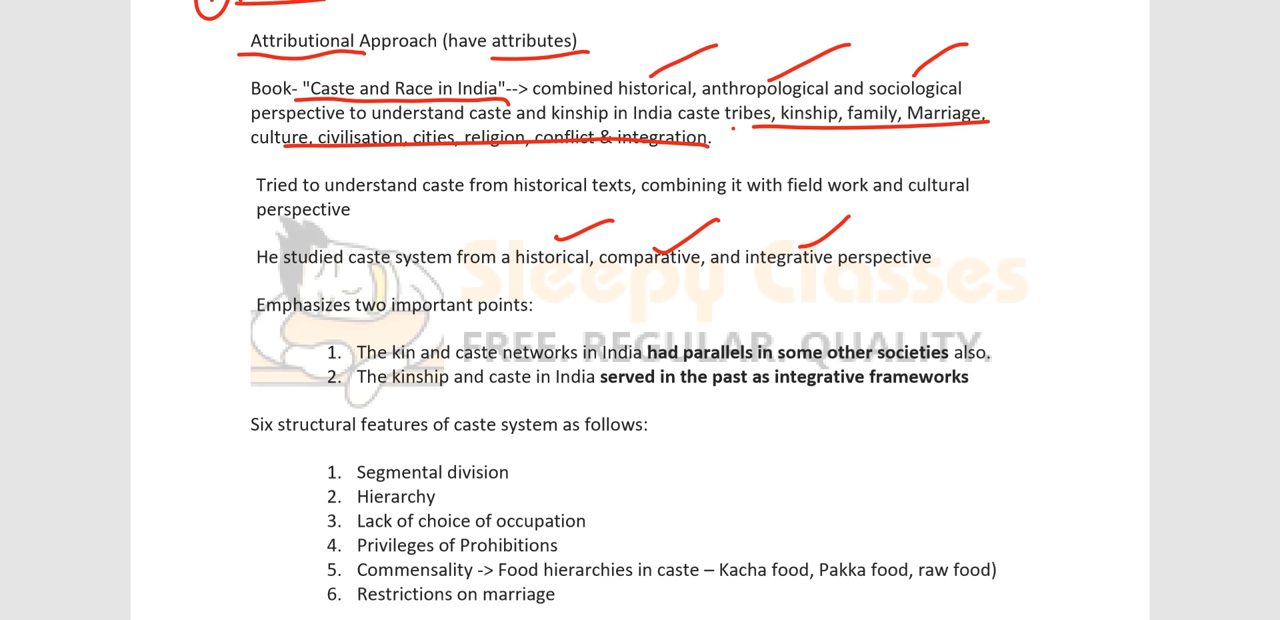 Attributional Approach (have attributes)
Book- "Caste and Race in India"--> combined historical, anthropological and sociological
perspective to understand caste and kinship in India caste tribes, kinship, family, Marriage,
culture, civilisation, cities, religion, conflict & integration.
Tried to understand caste from historical texts, combining it with field work and cultural
perspective
He studied caste system from a historical, comparative, and integrative perspective
Sleepy Classes
Emphasizes two important points:
FREE. REGULAR. QUALITY.
1. The kin and caste networks in India had parallels in some other societies also.
2. The kinship and caste in India served in the past as integrative frameworks
Six structural features of caste system as follows:
1. Segmental division
2. Hierarchy
3. Lack of choice of occupation
4. Privileges of Prohibitions
5. Commensality -> Food hierarchies in caste – Kacha food, Pakka food, raw food)
6. Restrictions on marriage